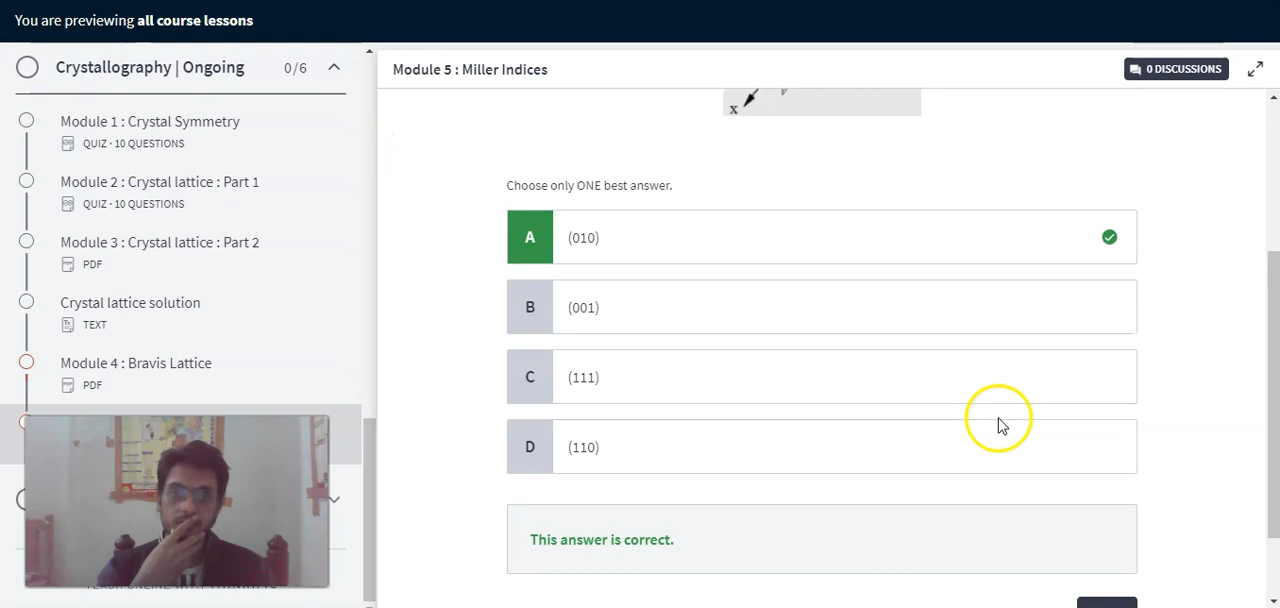 You are previewing all course lessons
Crystallography | Ongoing 0/6
Module 1 : Crystal Symmetry
QUIZ · 10 QUESTIONS
Module 2 : Crystal lattice : Part 1
QUIZ · 10 QUESTIONS
Module 3 : Crystal lattice : Part 2
PDF
Crystal lattice solution
TEXT
Module 4 : Bravis Lattice
PDF
Module 5 : Miller Indices
0 DISCUSSIONS
x
Choose only ONE best answer.
A (010)
B (001)
C (111)
D (110)
This answer is correct.